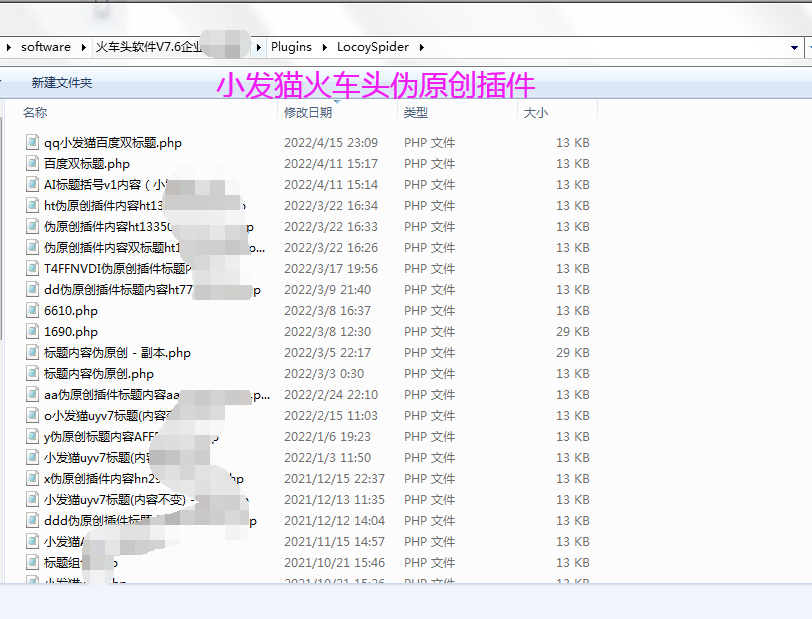 software 火车头软件V7.6企业 Plugins LocoySpider
新建文件夹
小发猫火车头伪原创插件
名称 修改日期 类型 大小
qq小发猫百度双标题.php 2022/4/15 23:09 PHP 文件 13 KB
百度双标题.php 2022/4/11 15:17 PHP 文件 13 KB
AI标题括号v1内容 ( 小 2022/4/11 15:14 PHP 文件 13 KB
ht伪原创插件内容ht13 2022/3/22 16:34 PHP 文件 13 KB
伪原创插件内容ht1335 2022/3/22 16:33 PHP 文件 13 KB
伪原创插件内容双标题ht1 ...  2022/3/22 16:26 PHP 文件 13 KB
T4FFNVDI伪原创插件标题 2022/3/17 19:56 PHP 文件 13 KB
dd伪原创插件标题内容ht77 p 2022/3/9 21:40 PHP 文件 13 KB
6610.php 2022/3/8 16:37 PHP 文件 13 KB
1690.php 2022/3/8 12:30 PHP 文件 29 KB
标题内容伪原创 - 副本.php 2022/3/5 22:17 PHP 文件 29 KB
标题内容伪原创.php 2022/3/3 0:30 PHP 文件 13 KB
aa伪原创插件标题内容aa .p... 2022/2/24 22:10 PHP 文件 13 KB
o小发猫uyv7标题(内容 2022/2/15 11:03 PHP 文件 13 KB
y伪原创标题内容AFF 2022/1/6 19:23 PHP 文件 13 KB
小发猫uyv7标题(内 2022/1/3 11:50 PHP 文件 13 KB
x伪原创插件内容hn2 hp 2021/12/15 22:37 PHP 文件 13 KB
小发猫uyv7标题(内容不变) - 2021/12/13 11:35 PHP 文件 13 KB
ddd伪原创插件标题 p 2021/12/12 14:04 PHP 文件 13 KB
小发猫 2021/11/15 14:57 PHP 文件 13 KB
标题组 2021/10/21 15:46 PHP 文件 13 KB
小发猫 2021/10/21 15:26 PHP 文件 13 KB